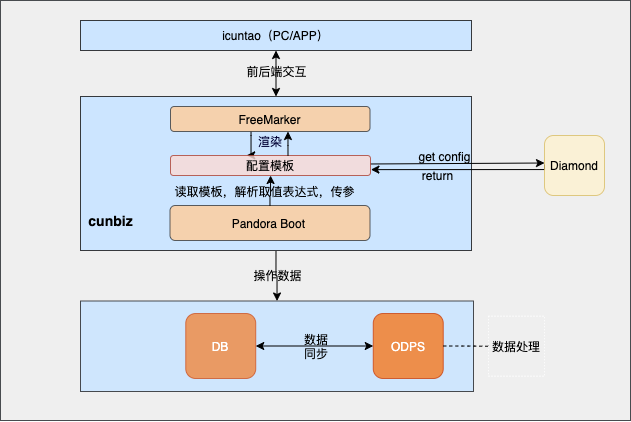 icuntao（PC/APP）
前后端交互
FreeMarker
渲染
配置模板
get config
return
Diamond
读取模板，解析取值表达式，传参
Pandora Boot
cunbiz
操作数据
DB
数据
同步
ODPS
数据处理